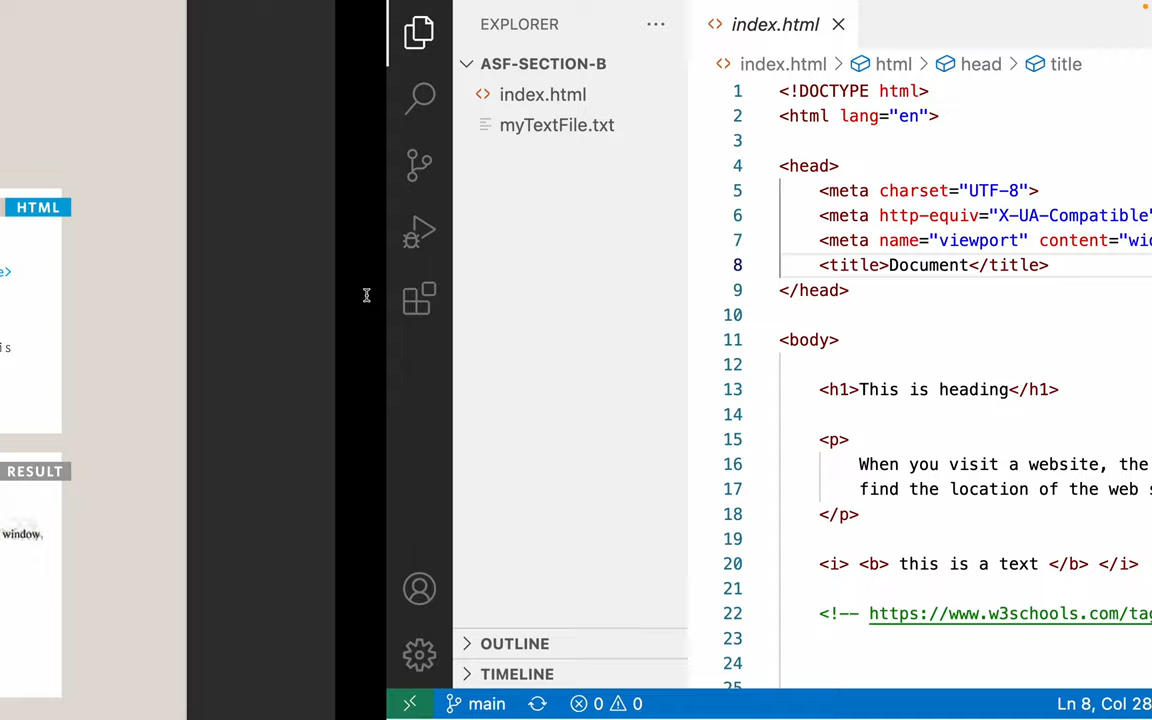 HTML
e>
is
RESULT
window,
EXPLORER
ASF-SECTION-B
index.html
myTextFile.txt
OUTLINE
TIMELINE
index.html
index.html > html > head > title
1 <!DOCTYPE html>
2 <html lang="en">
3
4 <head>
5 <meta charset="UTF-8">
6 <meta http-equiv="X-UA-Compatible"
7 <meta name="viewport" content="wid
8 <title>Document</title>
9 </head>
10
11 <body>
12
13 <h1>This is heading</h1>
14
15 <p>
16 When you visit a website, the
17 find the location of the web s
18 </p>
19
20 <i> <b> this is a text </b> </i>
21
22 <!-- https://www.w3schools.com/tag
23
24
25
main 0 0 Ln 8, Col 28